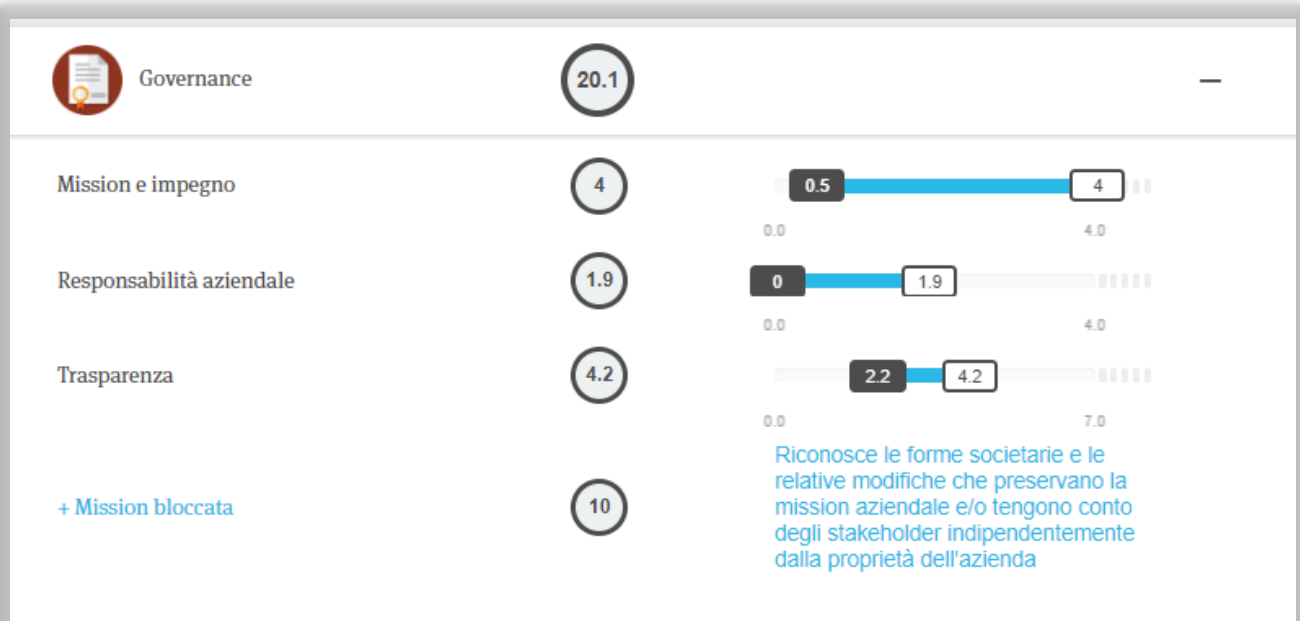 Governance 20.1 –
Mission e impegno 4 0.5 4
0.0 4.0
Responsabilità aziendale 1.9 0 1.9
0.0 4.0
Trasparenza 4.2 2.2 4.2
0.0 7.0
+ Mission bloccata 10
Riconosce le forme societarie e le
relative modifiche che preservano la
mission aziendale e/o tengono conto
degli stakeholder indipendentemente
dalla proprietà dell'azienda